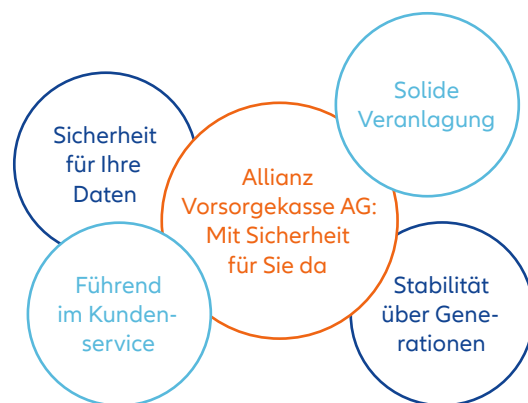 Solide
Veranlagung
Sicherheit
für Ihre
Daten
Allianz
Vorsorgekasse AG:
Mit Sicherheit
für Sie da
Führend
im Kunden-
service
Stabilität
über Gene-
rationen